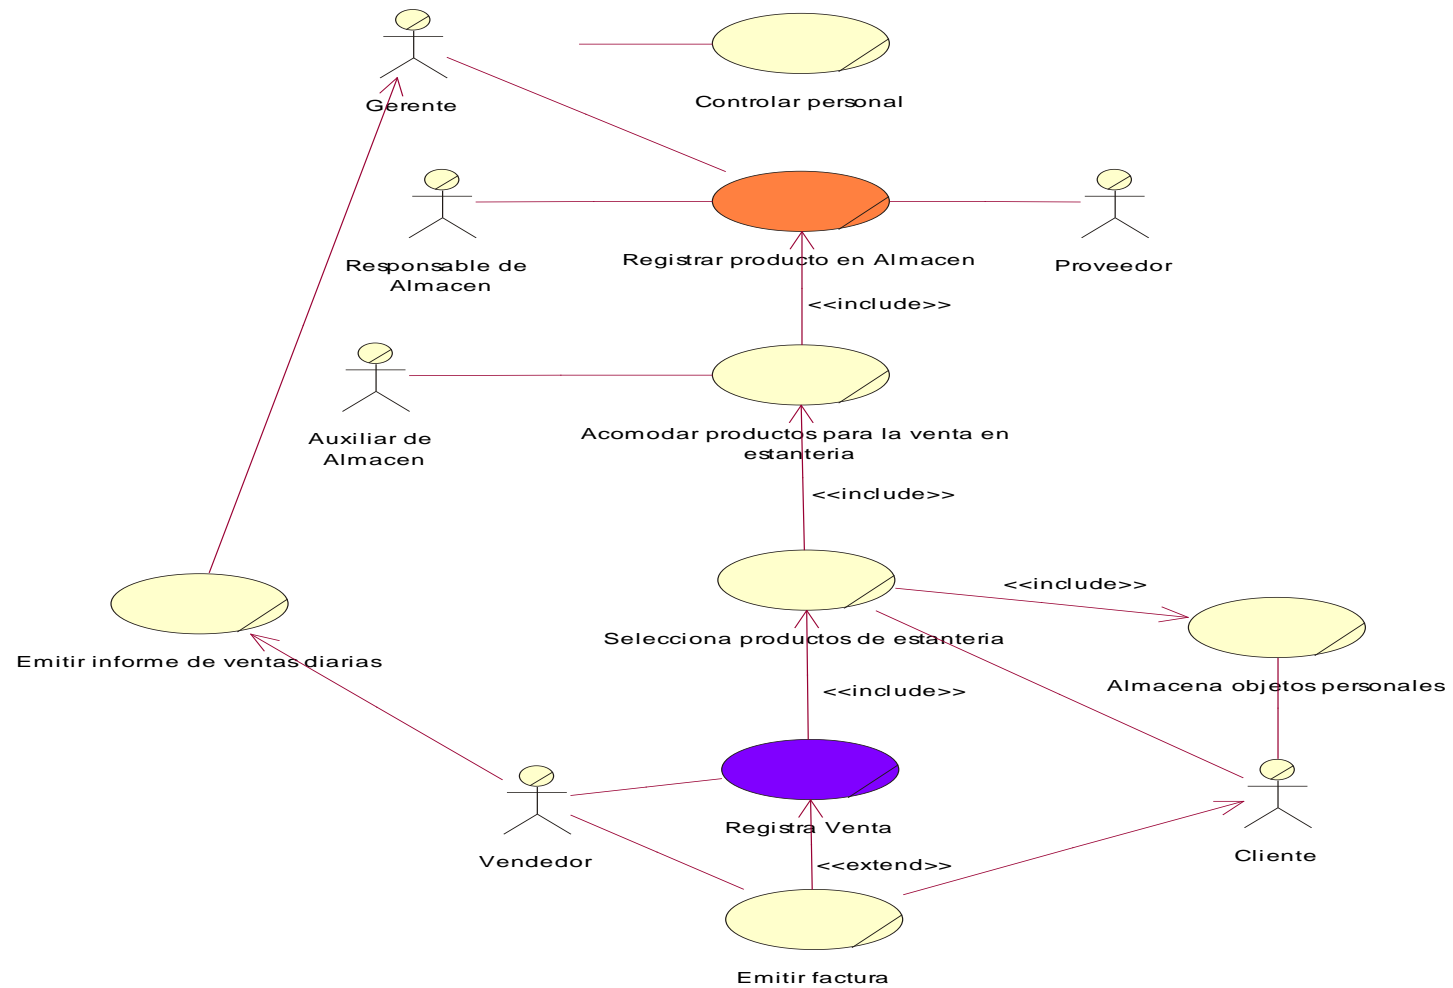 Controlar personal
Gerente
Registrar producto en Almacen
Responsable de
Almacen
Proveedor
<<include>>
Acomodar productos para la venta en
estanteria
Auxiliar de
Almacen
<<include>>
<<include>>
Selecciona productos de estanteria
Emitir informe de ventas diarias
Almacena objetos personales
<<include>>
Registra Venta
Vendedor
Cliente
<<extend>>
Emitir factura